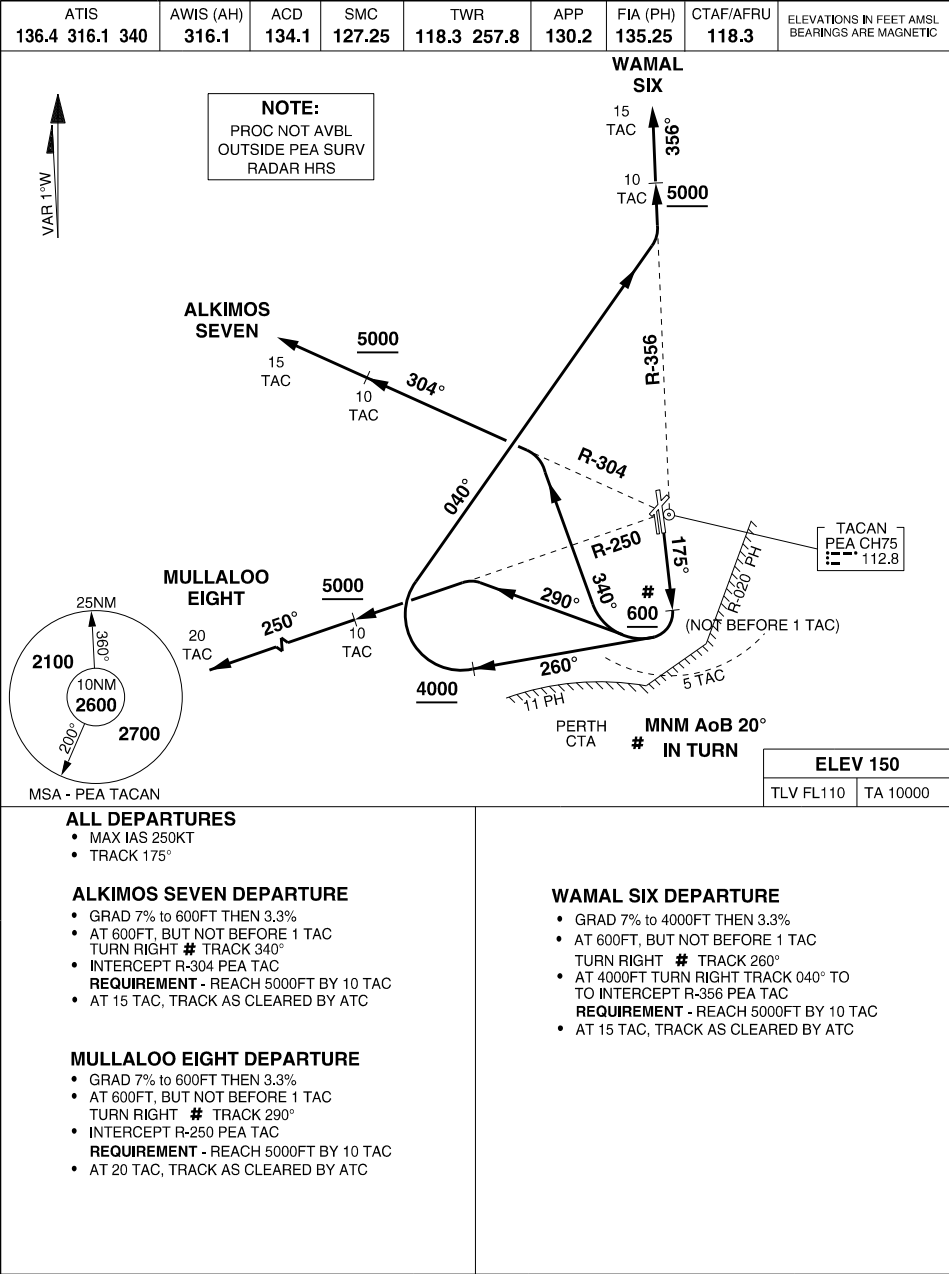 ATIS
136.4 316.1 340
AWIS (AH)
316.1
ACD
134.1
SMC
127.25
TWR
118.3 257.8
APP
130.2
FIA (PH)
135.25
CTAF/AFRU
118.3
ELEVATIONS IN FEET AMSL
BEARINGS ARE MAGNETIC
WAMAL
SIX
15
TAC
356°
10
TAC
5000
NOTE:
PROC NOT AVBL
OUTSIDE PEA SURV
RADAR HRS
VAR 1°W
ALKIMOS
SEVEN
5000
15
TAC
304°
10
TAC
R-356
R-304
040°
TACAN
PEA CH75
112.8
R-250
175°
R-020 PH
MULLALOO
EIGHT
5000
290°
340°
#
600
(NOT BEFORE 1 TAC)
250°
20
TAC
10
TAC
260°
4000
5 TAC
11 PH
25NM
360°
2100
10NM
2600
2700
200°
MSA - PEA TACAN
PERTH
CTA
# MNM AoB 20°
IN TURN
ELEV 150
TLV FL110
TA 10000
ALL DEPARTURES
• MAX IAS 250KT
• TRACK 175°
ALKIMOS SEVEN DEPARTURE
• GRAD 7% to 600FT THEN 3.3%
• AT 600FT, BUT NOT BEFORE 1 TAC
TURN RIGHT # TRACK 340°
• INTERCEPT R-304 PEA TAC
REQUIREMENT - REACH 5000FT BY 10 TAC
• AT 15 TAC, TRACK AS CLEARED BY ATC
MULLALOO EIGHT DEPARTURE
• GRAD 7% to 600FT THEN 3.3%
• AT 600FT, BUT NOT BEFORE 1 TAC
TURN RIGHT # TRACK 290°
• INTERCEPT R-250 PEA TAC
REQUIREMENT - REACH 5000FT BY 10 TAC
• AT 20 TAC, TRACK AS CLEARED BY ATC
WAMAL SIX DEPARTURE
• GRAD 7% to 4000FT THEN 3.3%
• AT 600FT, BUT NOT BEFORE 1 TAC
TURN RIGHT # TRACK 260°
• AT 4000FT TURN RIGHT TRACK 040° TO
TO INTERCEPT R-356 PEA TAC
REQUIREMENT - REACH 5000FT BY 10 TAC
• AT 15 TAC, TRACK AS CLEARED BY ATC